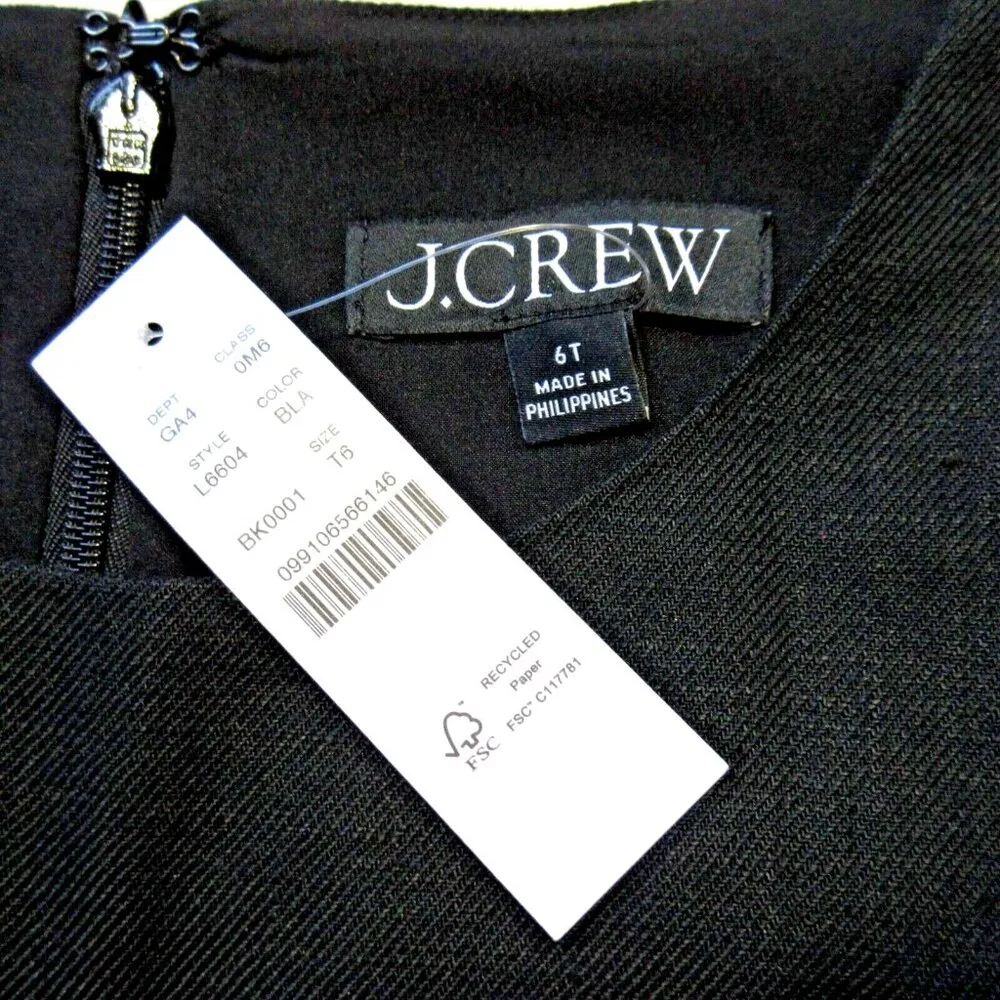 J.CREW
6T
MADE IN
PHILIPPINES
DEPT
GA4
CLASS
0M6
STYLE
L6604
COLOR
BLA
SIZE
T6
BK0001
099106566146
RECYCLED
Paper
FSC™ C117781
FSC